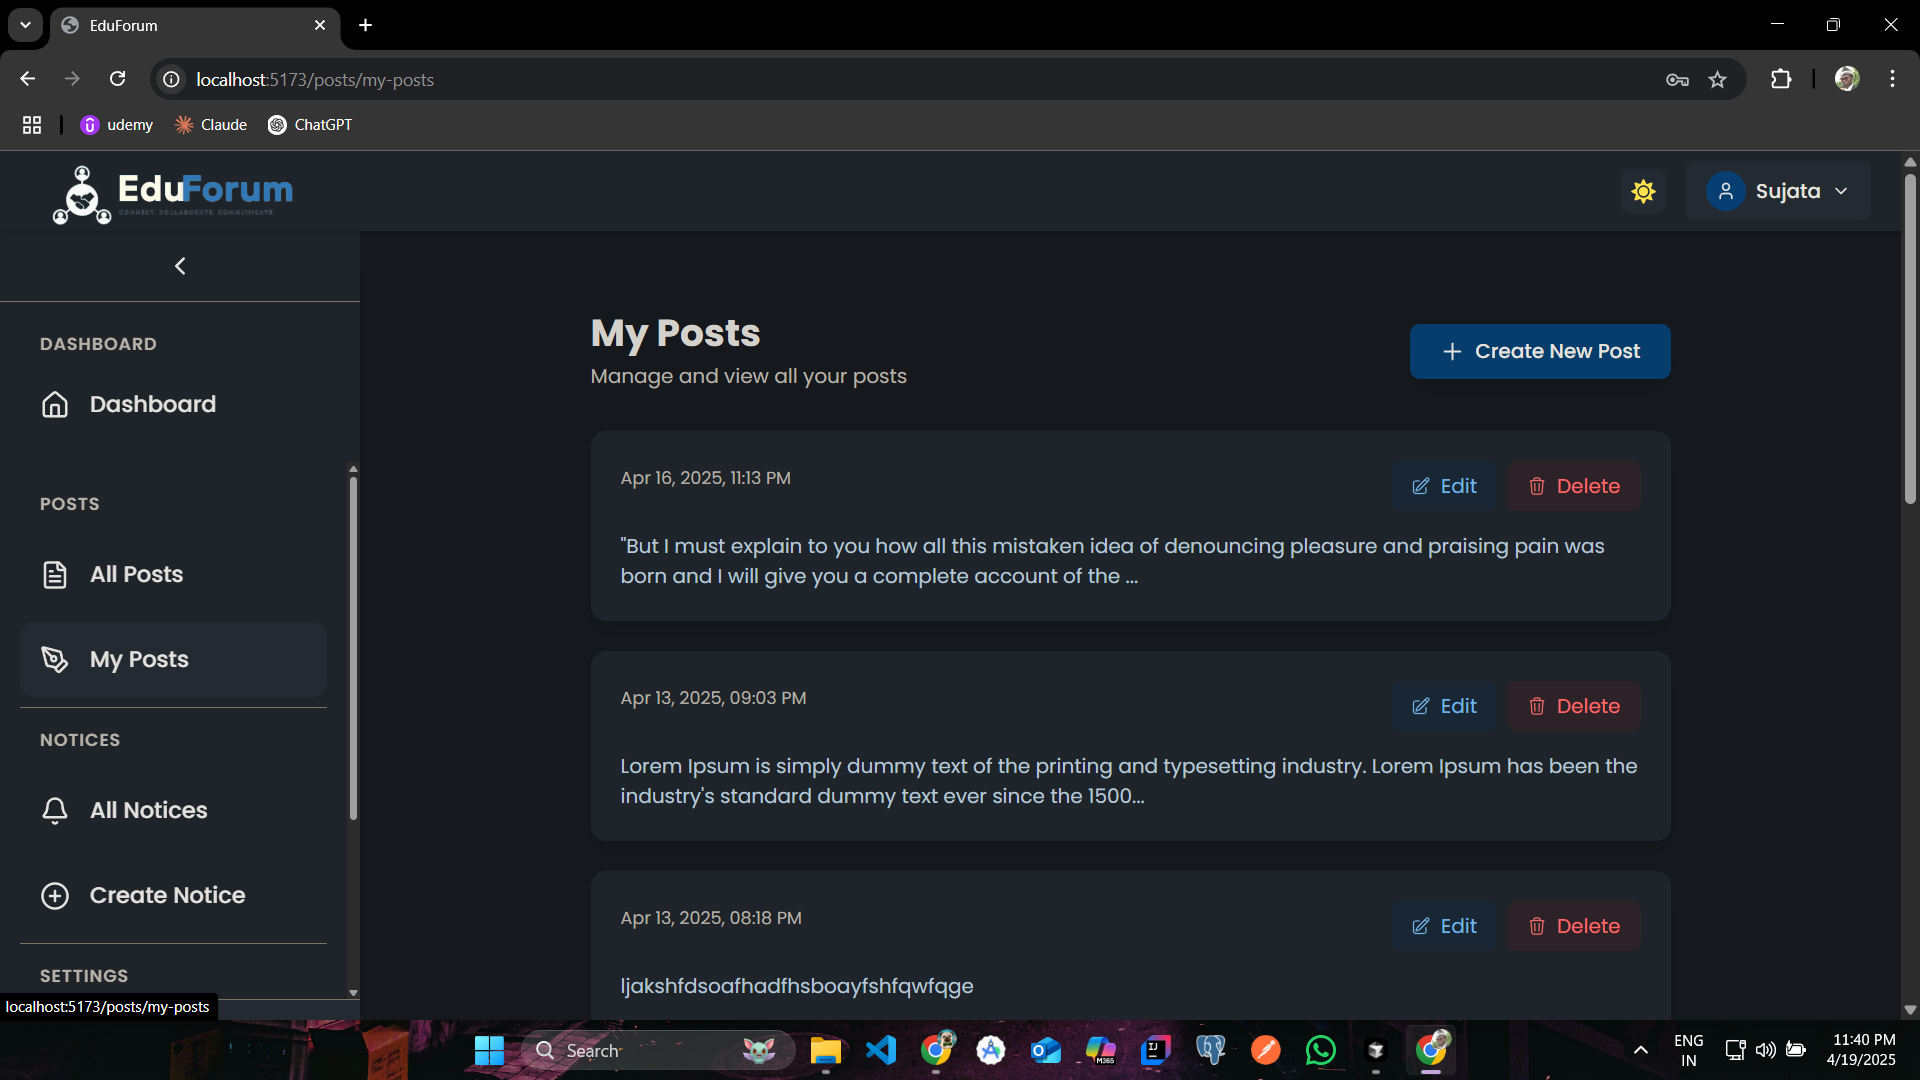 EduForum
localhost:5173/posts/my-posts
udemy
Claude
ChatGPT
EduForum
CONNECT. COLLABORATE. COMMUNICATE
Sujata
DASHBOARD
Dashboard
POSTS
All Posts
My Posts
NOTICES
All Notices
Create Notice
SETTINGS
localhost:5173/posts/my-posts
My Posts
Manage and view all your posts
Create New Post
Apr 16, 2025, 11:13 PM
Edit
Delete
"But I must explain to you how all this mistaken idea of denouncing pleasure and praising pain was
born and I will give you a complete account of the ...
Apr 13, 2025, 09:03 PM
Edit
Delete
Lorem Ipsum is simply dummy text of the printing and typesetting industry. Lorem Ipsum has been the
industry's standard dummy text ever since the 1500...
Apr 13, 2025, 08:18 PM
Edit
Delete
ljakshfdsoafhadfhsboayfshfqwfqge
Search
M365
IJ
ENG
IN
11:40 PM
4/19/2025